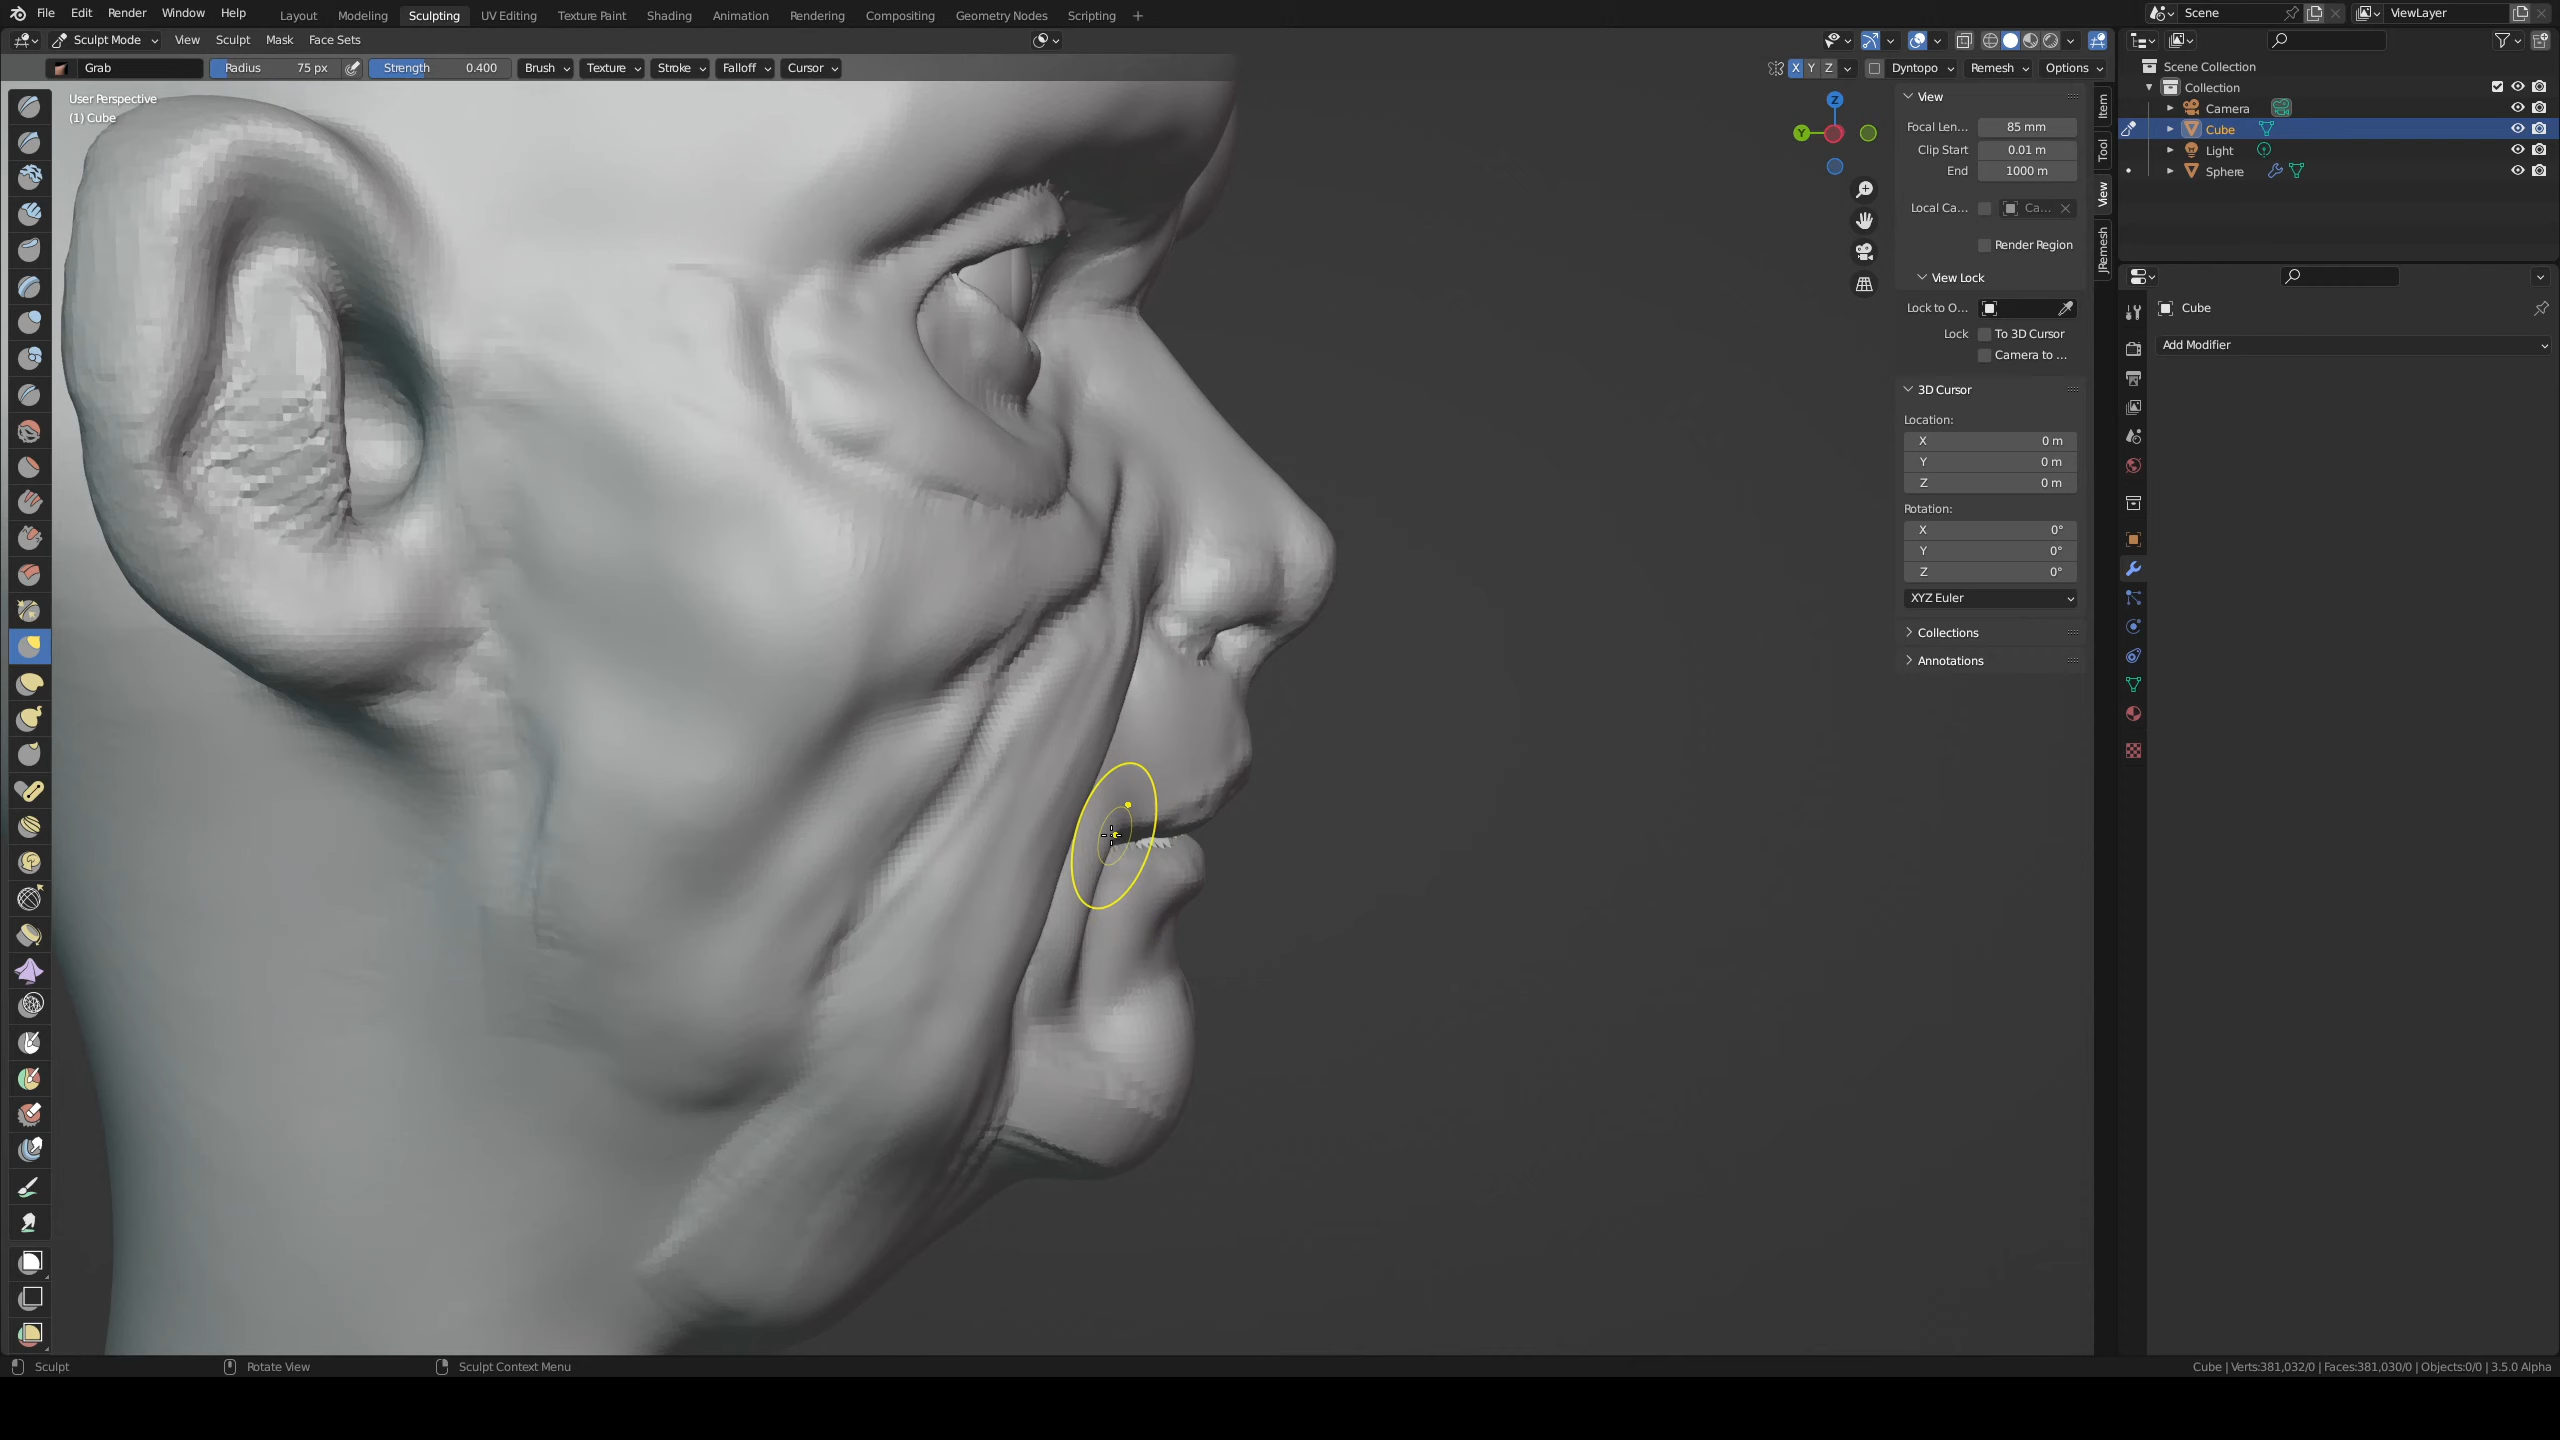 File Edit Render Window Help Layout Modeling Sculpting UV Editing Texture Paint Shading Animation Rendering Compositing Geometry Nodes Scripting + Scene ViewLayer
Sculpt Mode View Sculpt Mask Face Sets
Grab Radius 75 px Strength 0.400 Brush Texture Stroke Falloff Cursor X Y Z Dyntopo Remesh Options
User Perspective
(1) Cube
Z
Y
View
Focal Len... 85 mm
Clip Start 0.01 m
End 1000 m
Local Ca... Ca...
Render Region
View Lock
Lock to O...
Lock To 3D Cursor
Camera to ...
3D Cursor
Location:
X 0 m
Y 0 m
Z 0 m
Rotation:
X 0°
Y 0°
Z 0°
XYZ Euler
Collections
Annotations
Item
Tool
View
JRemesh
Scene Collection
Collection
Camera
Cube
Light
Sphere
Cube
Add Modifier
Sculpt Rotate View Sculpt Context Menu Cube | Verts:381,032/0 | Faces:381,030/0 | Objects:0/0 | 3.5.0 Alpha